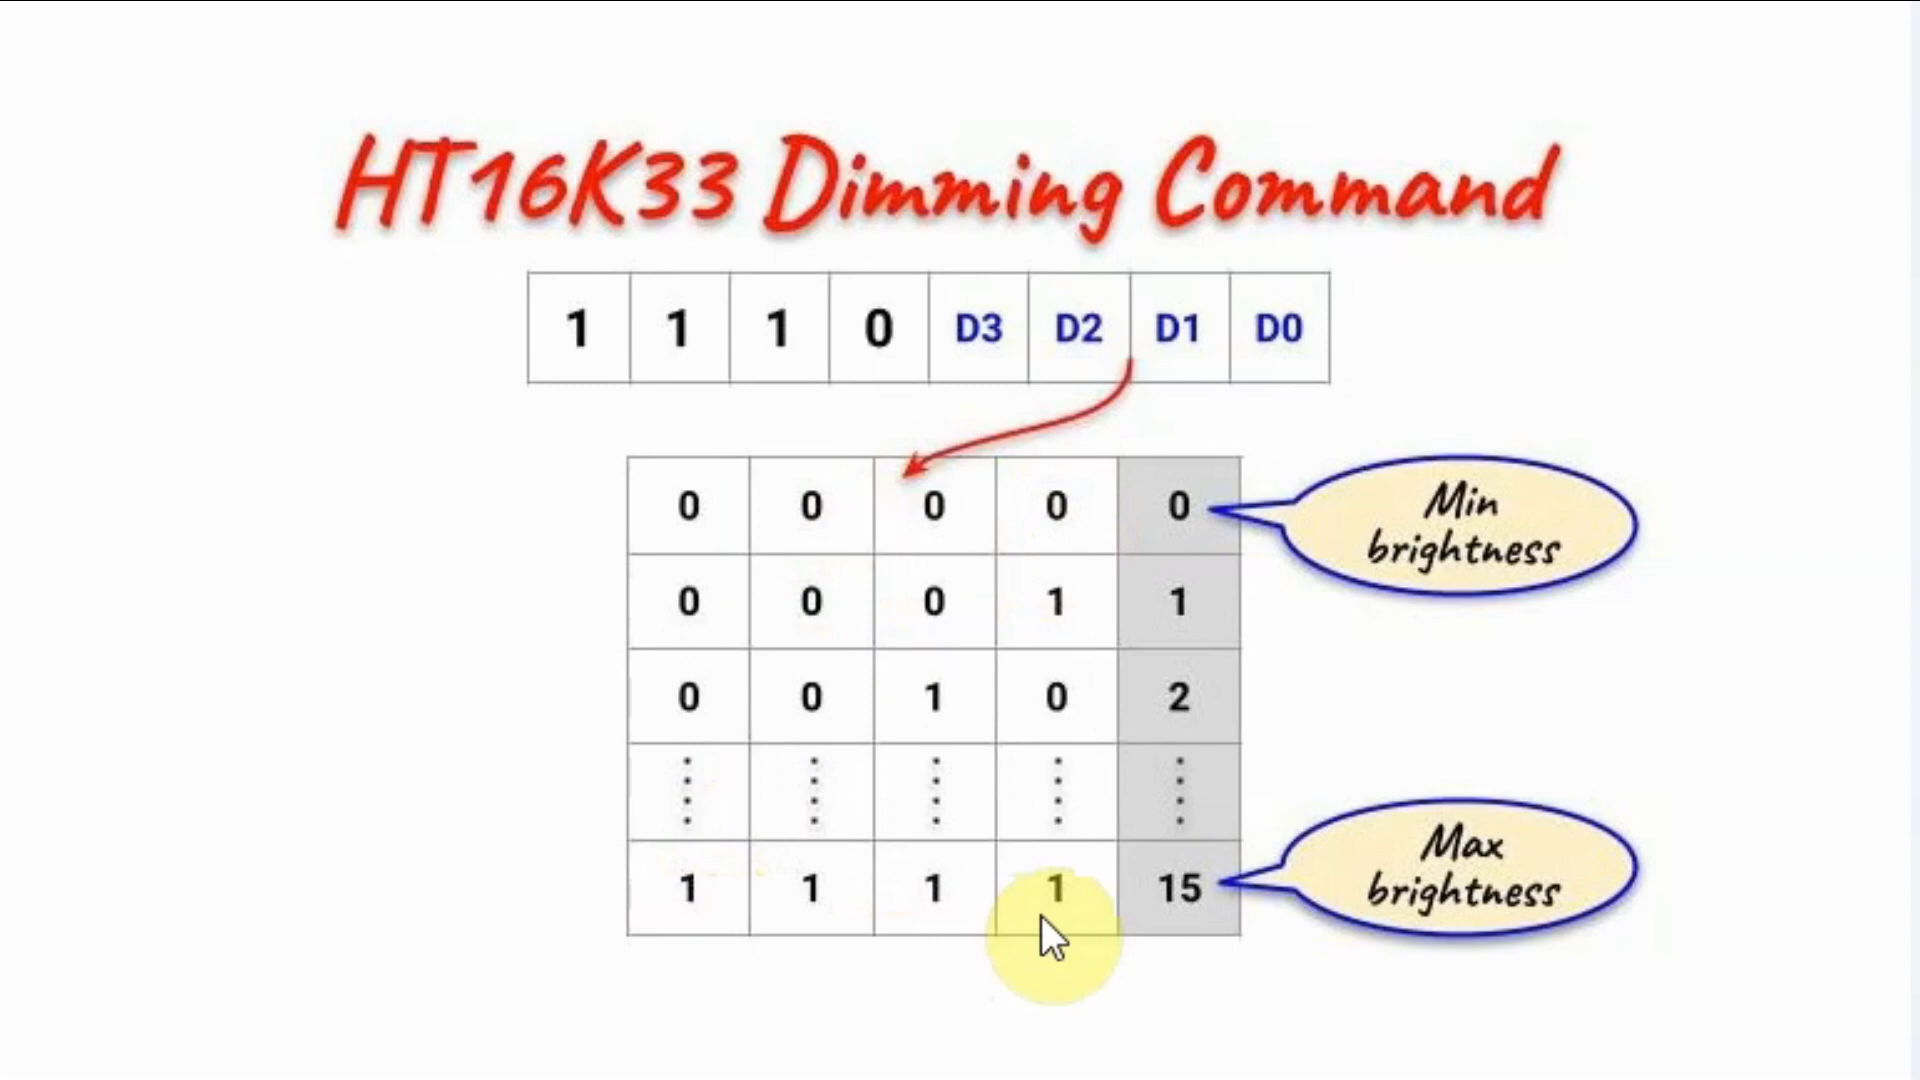 HT16K33 Dimming Command
1 1 1 0 D3 D2 D1 D0
0 0 0 0 0
0 0 0 1 1
0 0 1 0 2
1 1 1 1 15
Min
brightness
Max
brightness